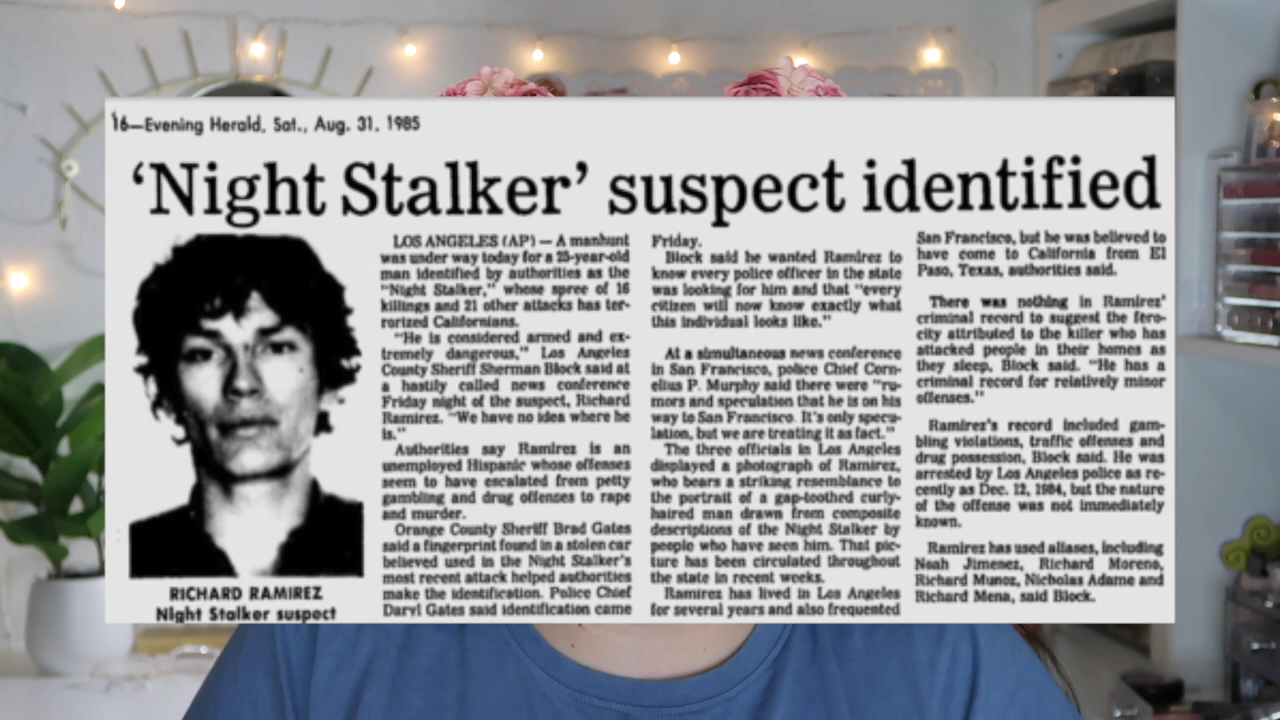 16—Evening Herald, Sat., Aug. 31, 1985
‘Night Stalker’ suspect identified
RICHARD RAMIREZ
Night Stalker suspect
LOS ANGELES (AP) — A manhunt
was under way today for a 25-year-old
man identified by authorities as the
“Night Stalker,” whose spree of 16
killings and 21 other attacks has ter-
rorized Californians.
“He is considered armed and ex-
tremely dangerous,” Los Angeles
County Sheriff Sherman Block said at
a hastily called news conference
Friday night of the suspect, Richard
Ramirez. “We have no idea where he
is.”
Authorities say Ramirez is an
unemployed Hispanic whose offenses
seem to have escalated from petty
gambling and drug offenses to rape
and murder.
Orange County Sheriff Brad Gates
said a fingerprint found in a stolen car
believed used in the Night Stalker’s
most recent attack helped authorities
make the identification. Police Chief
Daryl Gates said identification came
Friday.
Block said he wanted Ramirez to
know every police officer in the state
was looking for him and that “every
citizen will now know exactly what
this individual looks like.”
At a simultaneous news conference
in San Francisco, police Chief Corn-
elius P. Murphy said there were “ru-
mors and speculation that he is on his
way to San Francisco. It’s only specu-
lation, but we are treating it as fact.”
The three officials in Los Angeles
displayed a photograph of Ramirez,
who bears a striking resemblance to
the portrait of a gap-toothed curly-
haired man drawn from composite
descriptions of the Night Stalker by
people who have seen him. That pic-
ture has been circulated throughout
the state in recent weeks.
Ramirez has lived in Los Angeles
for several years and also frequented
San Francisco, but he was believed to
have come to California from El
Paso, Texas, authorities said.
There was nothing in Ramirez’
criminal record to suggest the fero-
city attributed to the killer who has
attacked people in their homes as
they sleep, Block said. “He has a
criminal record for relatively minor
offenses.”
Ramirez’s record included gam-
bling violations, traffic offenses and
drug possession, Block said. He was
arrested by Los Angeles police as re-
cently as Dec. 12, 1984, but the nature
of the offense was not immediately
known.
Ramirez has used aliases, including
Noah Jimenez, Richard Moreno,
Richard Munoz, Nicholas Adame and
Richard Mena, said Block.